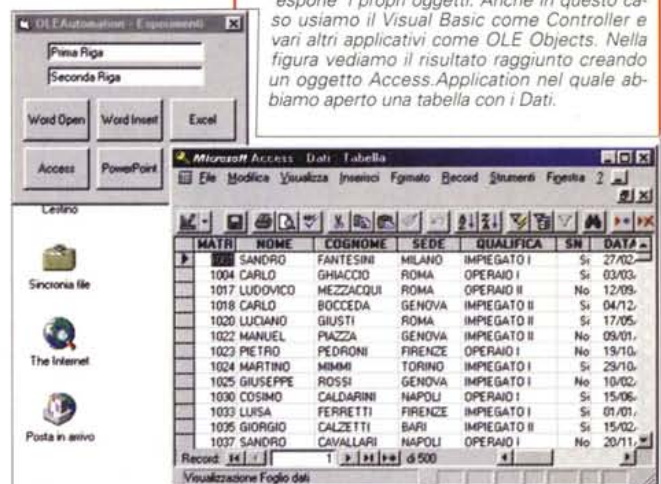 espone i propri oggetti. Anche in questo ca-
so usiamo il Visual Basic come Controller e
vari altri applicativi come OLE Objects. Nella
figura vediamo il risultato raggiunto creando
un oggetto Access.Application nel quale ab-
biamo aperto una tabella con i Dati.
OLEAutomation - Esperimenti
Prima Riga
Seconda Riga
Word Open Word Insert Excel
Access PowerPoint
Cestino
Sincronia file
The Internet
Posta in arrivo
Microsoft Access - Dati : Tabella
File Modifica Visualizza Inserisci Formato Record Strumenti Finestra ?
MATR NOME COGNOME SEDE QUALIFICA SN DATA
SANDRO FANTESINI MILANO IMPIEGATO I Sì 27/02
1004 CARLO GHIACCIO ROMA OPERAIO I Sì 03/03
1017 LUDOVICO MEZZACQUI ROMA OPERAIO II No 12/09
1018 CARLO BOCCEDA GENOVA IMPIEGATO II Sì 04/12
1020 LUCIANO GIUSTI ROMA IMPIEGATO II Sì 17/05
1022 MANUEL PIAZZA GENOVA IMPIEGATO II No 09/01
1023 PIETRO PEDRONI FIRENZE OPERAIO I No 19/10
1024 MARTINO MIMMI TORINO IMPIEGATO I Sì 29/10
1025 GIUSEPPE ROSSI GENOVA IMPIEGATO I No 10/02
1030 COSIMO CALDARINI NAPOLI OPERAIO I Sì 15/06
1033 LUISA FERRETTI FIRENZE IMPIEGATO I Sì 01/01
1035 GIORGIO CALZETTI BARI IMPIEGATO II Sì 15/02
1037 SANDRO CAVALLARI NAPOLI OPERAIO I No 20/11
Record: 1 di 500
Visualizzazione Foglio dati